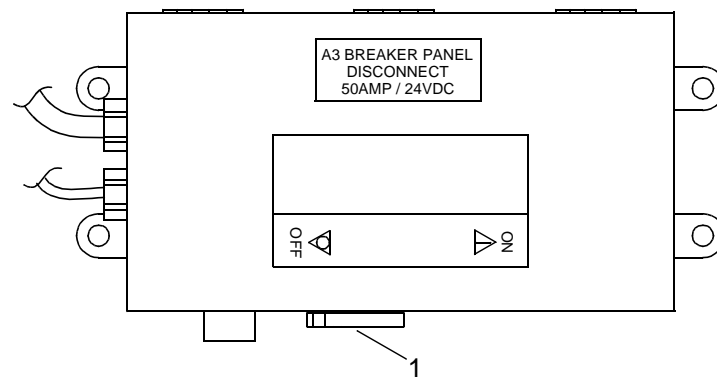 A3 BREAKER PANEL
DISCONNECT
50AMP / 24VDC
OFF
ON
1